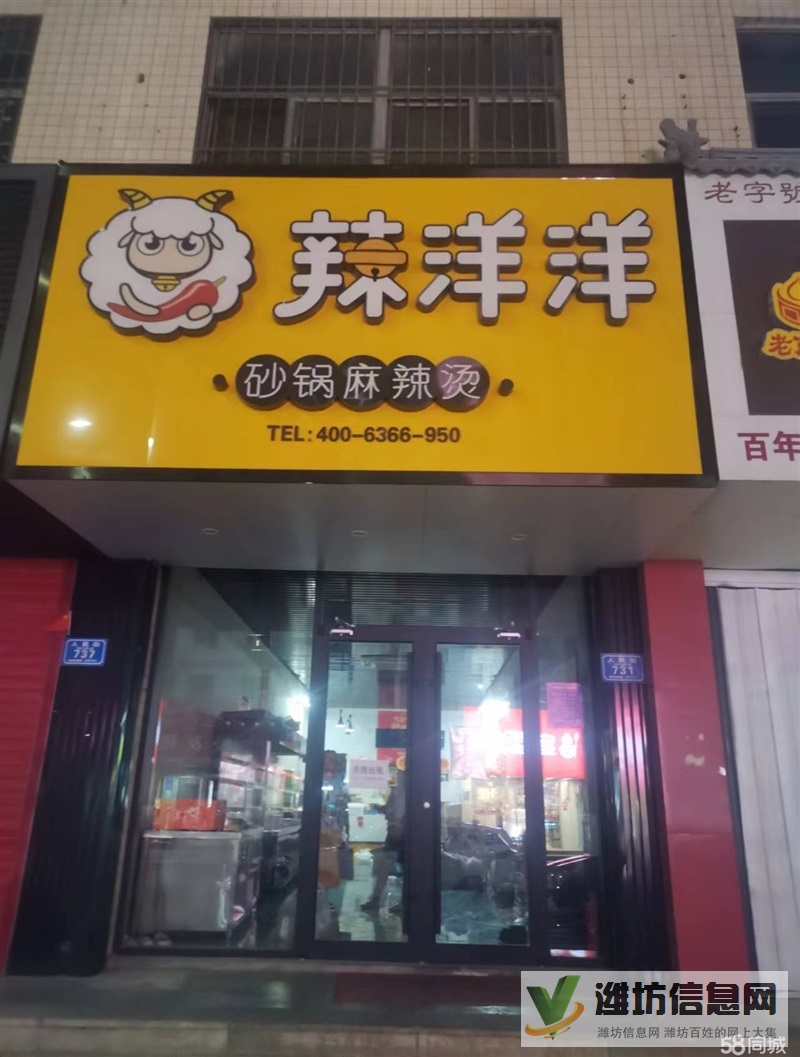 辣洋洋
砂锅麻辣烫
TEL:400-6366-950
老字號
百年
人民街
737
人民街
731
潍坊信息网
潍坊信息网 潍坊百姓的网上大集
58同城